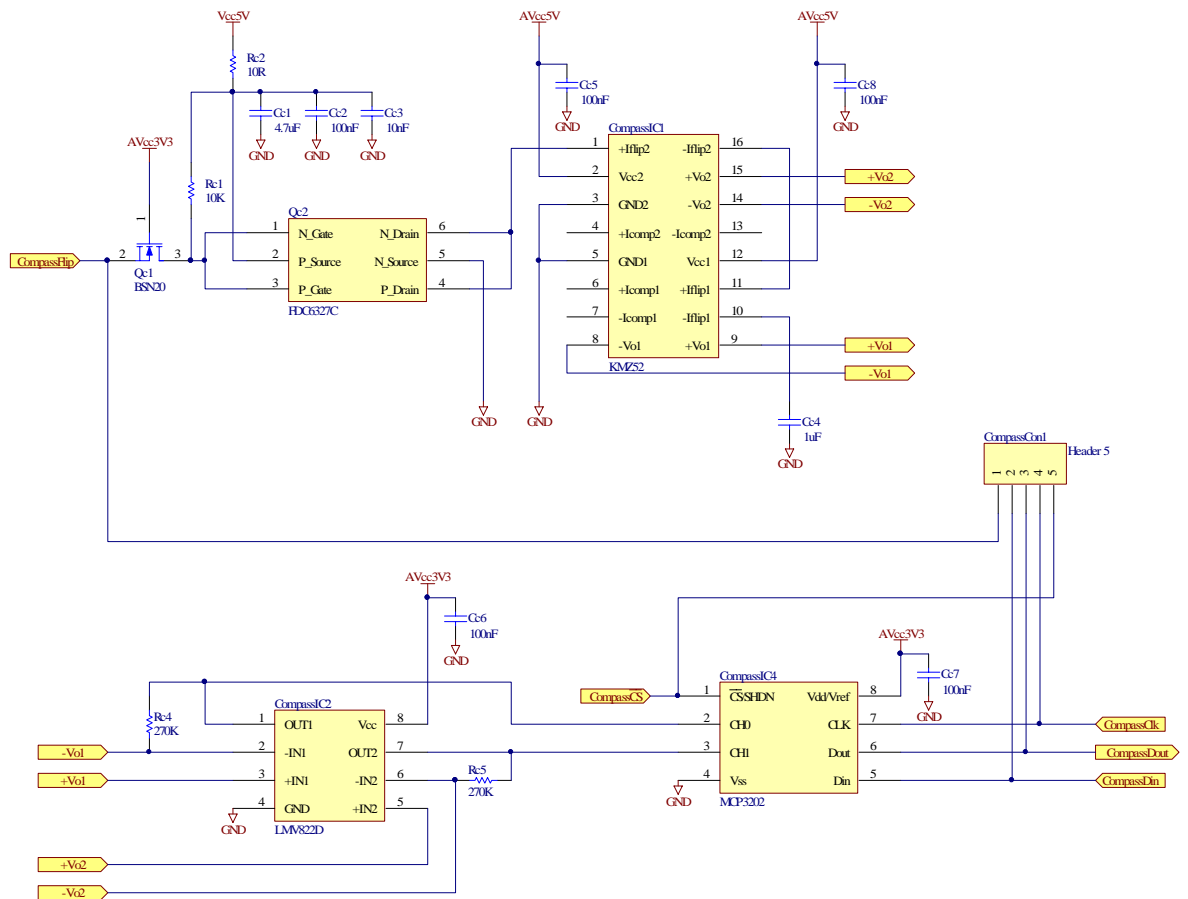 Vcc5V
AVcc5V
AVcc5V
Rc2
10R
Cc1
4.7uF
Cc2
100nF
Cc3
10nF
GND
GND
GND
Cc5
100nF
GND
Cc8
100nF
GND
AVcc3V3
Rc1
10K
CompassFlip
1
2
3
Qc1
BSN20
Qc2
1 N_Gate N_Drain 6
2 P_Source N_Source 5
3 P_Gate P_Drain 4
FDC6327C
GND
CompassIC1
1 +Iflip2 -Iflip2 16
2 Vcc2 +Vo2 15
3 GND2 -Vo2 14
4 +Icomp2 -Icomp2 13
5 GND1 Vcc1 12
6 +Icomp1 +Iflip1 11
7 -Icomp1 -Iflip1 10
8 -Vo1 +Vo1 9
KMZ52
+Vo2
-Vo2
+Vo1
-Vo1
GND
Cc4
1uF
GND
CompassCon1
Header 5
1 2 3 4 5
AVcc3V3
Cc6
100nF
GND
Rc4
270K
CompassIC2
1 OUT1 Vcc 8
2 -IN1 OUT2 7
3 +IN1 -IN2 6
4 GND +IN2 5
LMV822D
GND
-Vo1
+Vo1
+Vo2
-Vo2
Rc5
270K
CompassCS
AVcc3V3
Cc7
100nF
GND
CompassIC4
1 CS/SHDN Vdd/Vref 8
2 CH0 CLK 7
3 CH1 Dout 6
4 Vss Din 5
MCP3202
GND
CompassClk
CompassDout
CompassDin